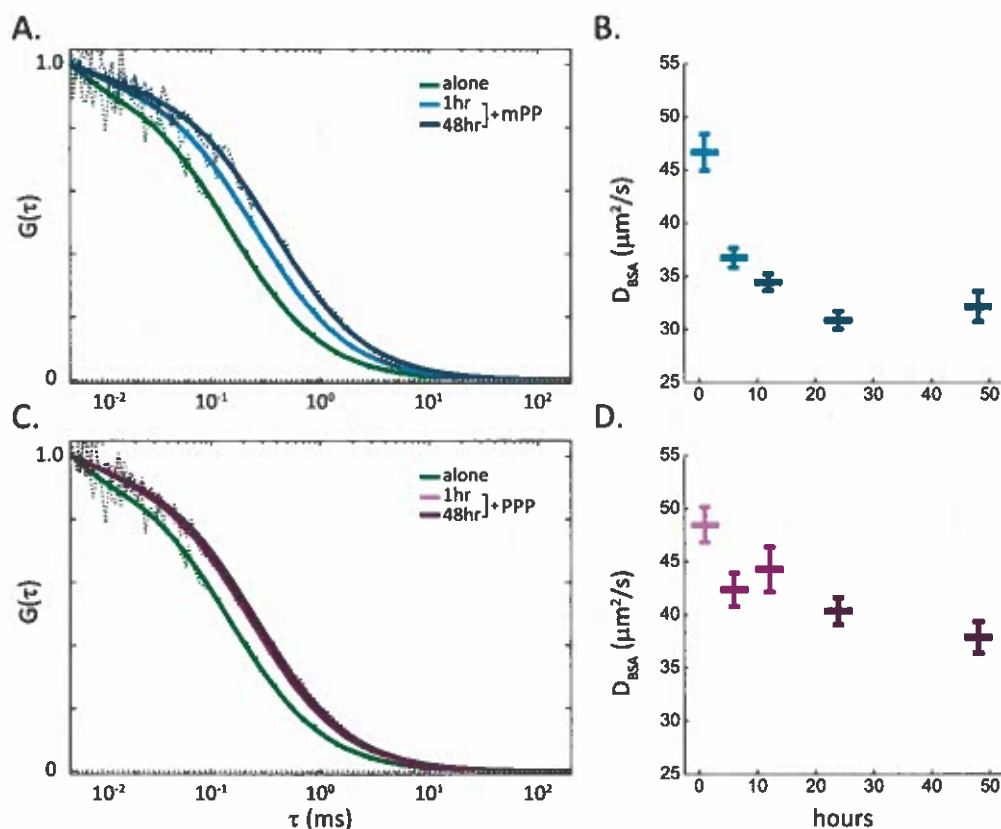 A.
1.0
G(τ)
0
10⁻² 10⁻¹ 10⁰ 10¹ 10²
alone
1hr
48hr
+mPP
B.
55
50
45
40
35
30
25
D_BSA (μm²/s)
0 10 20 30 40 50
C.
1.0
G(τ)
0
10⁻² 10⁻¹ 10⁰ 10¹ 10²
τ (ms)
alone
1hr
48hr
+PPP
D.
55
50
45
40
35
30
25
D_BSA (μm²/s)
0 10 20 30 40 50
hours